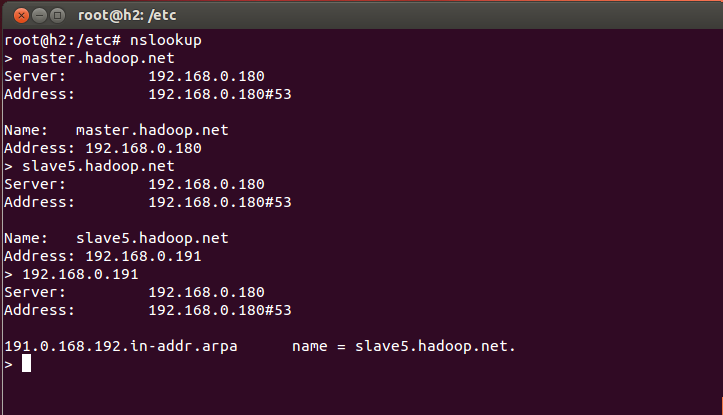 root@h2: /etc
root@h2:/etc# nslookup
> master.hadoop.net
Server:         192.168.0.180
Address:        192.168.0.180#53

Name:   master.hadoop.net
Address: 192.168.0.180
> slave5.hadoop.net
Server:         192.168.0.180
Address:        192.168.0.180#53

Name:   slave5.hadoop.net
Address: 192.168.0.191
> 192.168.0.191
Server:         192.168.0.180
Address:        192.168.0.180#53

191.0.168.192.in-addr.arpa      name = slave5.hadoop.net.
>